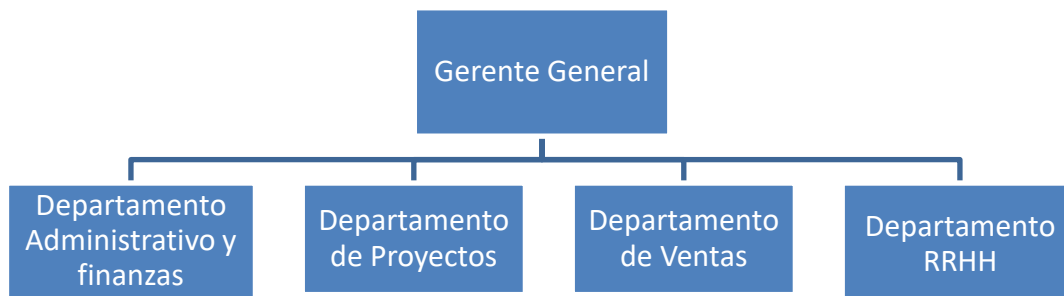 Gerente General
Departamento
Administrativo y
finanzas
Departamento
de Proyectos
Departamento
de Ventas
Departamento
RRHH